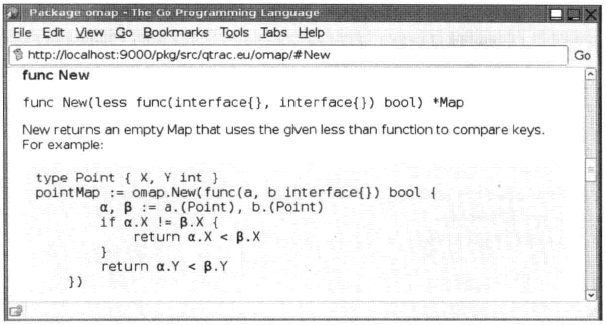 Package omap - The Go Programming Language
File Edit View Go Bookmarks Tools Tabs Help
http://localhost:9000/pkg/src/qtrac.eu/omap/#New Go
func New
func New(less func(interface{}, interface{}) bool) *Map
New returns an empty Map that uses the given less than function to compare keys.
For example:
type Point { X, Y int }
pointMap := omap.New(func(a, b interface{}) bool {
α, β := a.(Point), b.(Point)
if α.X != β.X {
return α.X < β.X
}
return α.Y < β.Y
})